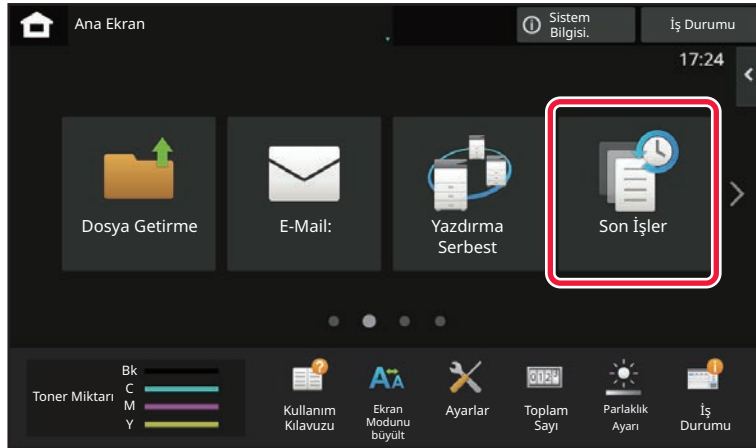 Ana Ekran
Sistem
Bilgisi.
İş Durumu
17:24
Dosya Getirme
E-Mail:
Yazdırma
Serbest
Son İşler
Toner Miktarı
Bk
C
M
Y
Kullanım
Kılavuzu
Ekran
Modunu
büyült
Ayarlar
Toplam
Sayı
Parlaklık
Ayarı
İş
Durumu